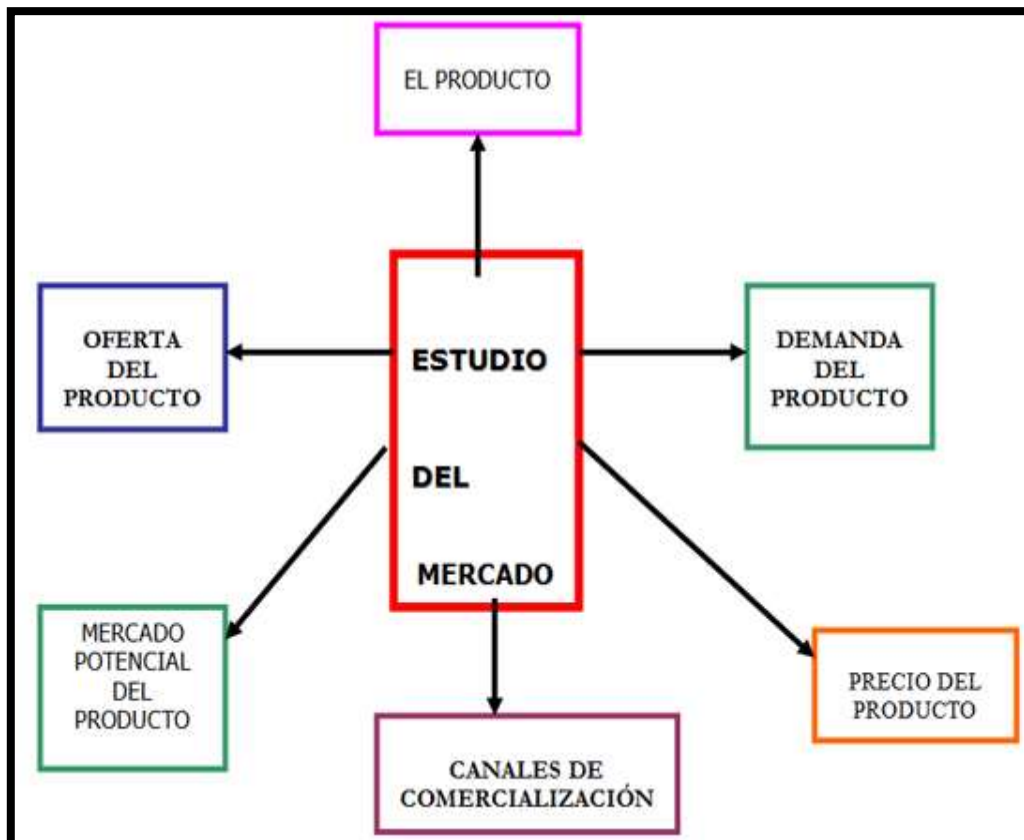 EL PRODUCTO
OFERTA
DEL
PRODUCTO
ESTUDIO
DEL
MERCADO
DEMANDA
DEL
PRODUCTO
MERCADO
POTENCIAL
DEL
PRODUCTO
CANALES DE
COMERCIALIZACIÓN
PRECIO DEL
PRODUCTO